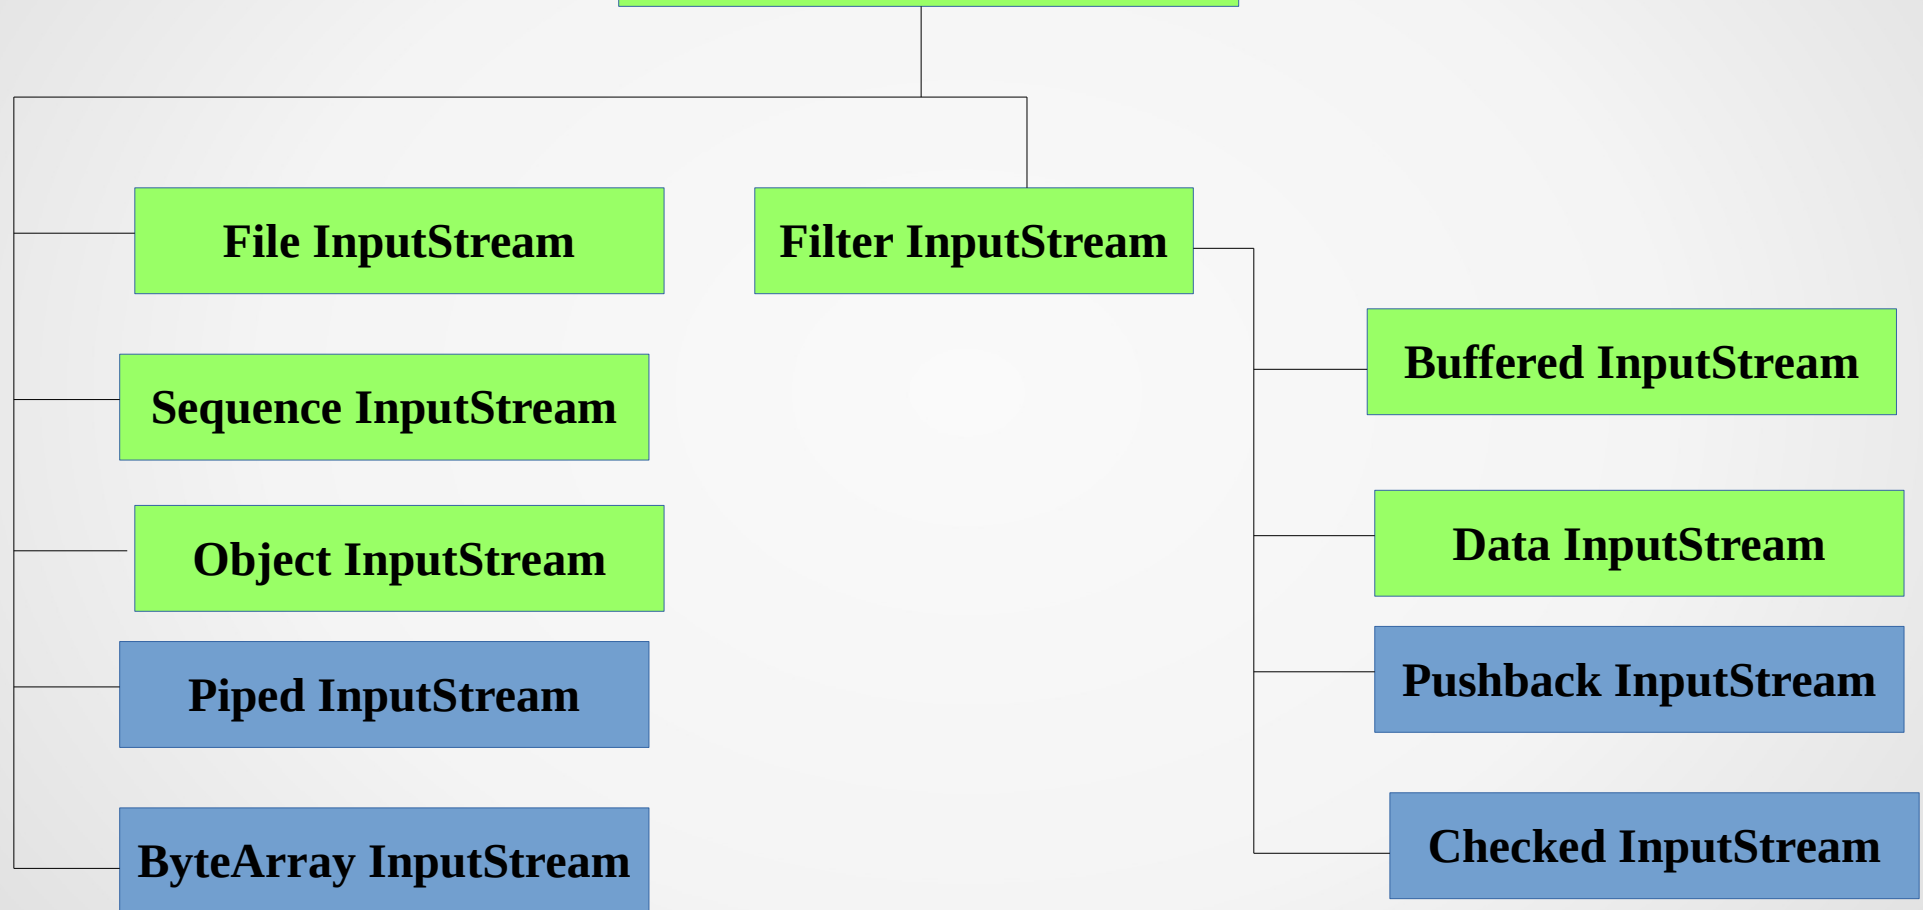 File InputStream
Filter InputStream
Buffered InputStream
Sequence InputStream
Data InputStream
Object InputStream
Pushback InputStream
Piped InputStream
Checked InputStream
ByteArray InputStream